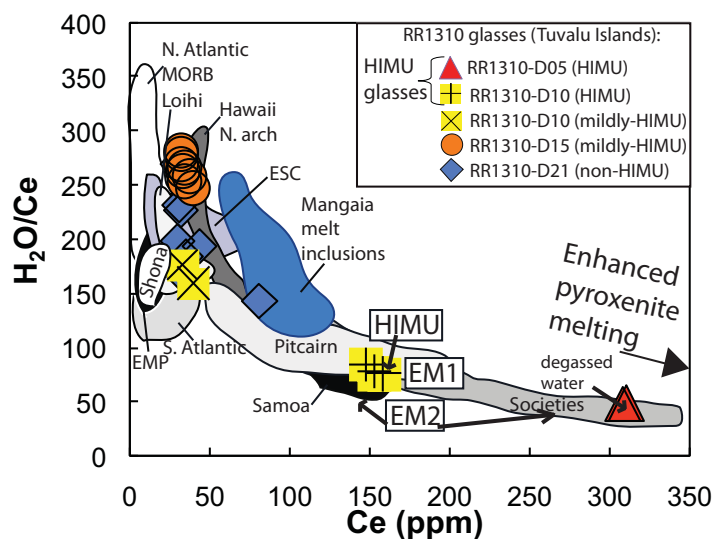 RR1310 glasses (Tuvalu Islands):
HIMU
glasses
RR1310-D05 (HIMU)
RR1310-D10 (HIMU)
RR1310-D10 (mildly-HIMU)
RR1310-D15 (mildly-HIMU)
RR1310-D21 (non-HIMU)
N. Atlantic
MORB
Loihi
Hawaii
N. arch
ESC
Mangaia
melt
inclusions
Shona
EMP
S. Atlantic
Pitcairn
Samoa
HIMU
EM1
EM2
Societies
degassed
water
Enhanced
pyroxenite
melting
H₂O/Ce
400
350
300
250
200
150
100
50
0
0
50
100
150
200
250
300
350
Ce (ppm)